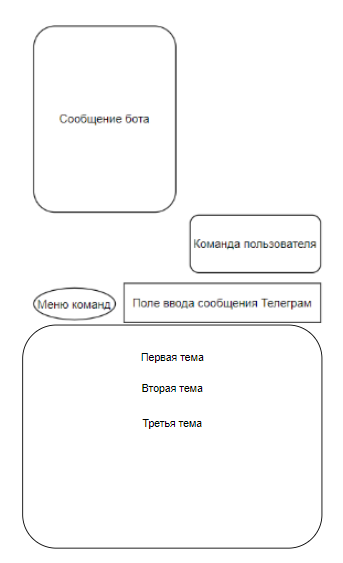 Сообщение бота
Команда пользователя
Меню команд
Поле ввода сообщения Телеграм
Первая тема
Вторая тема
Третья тема